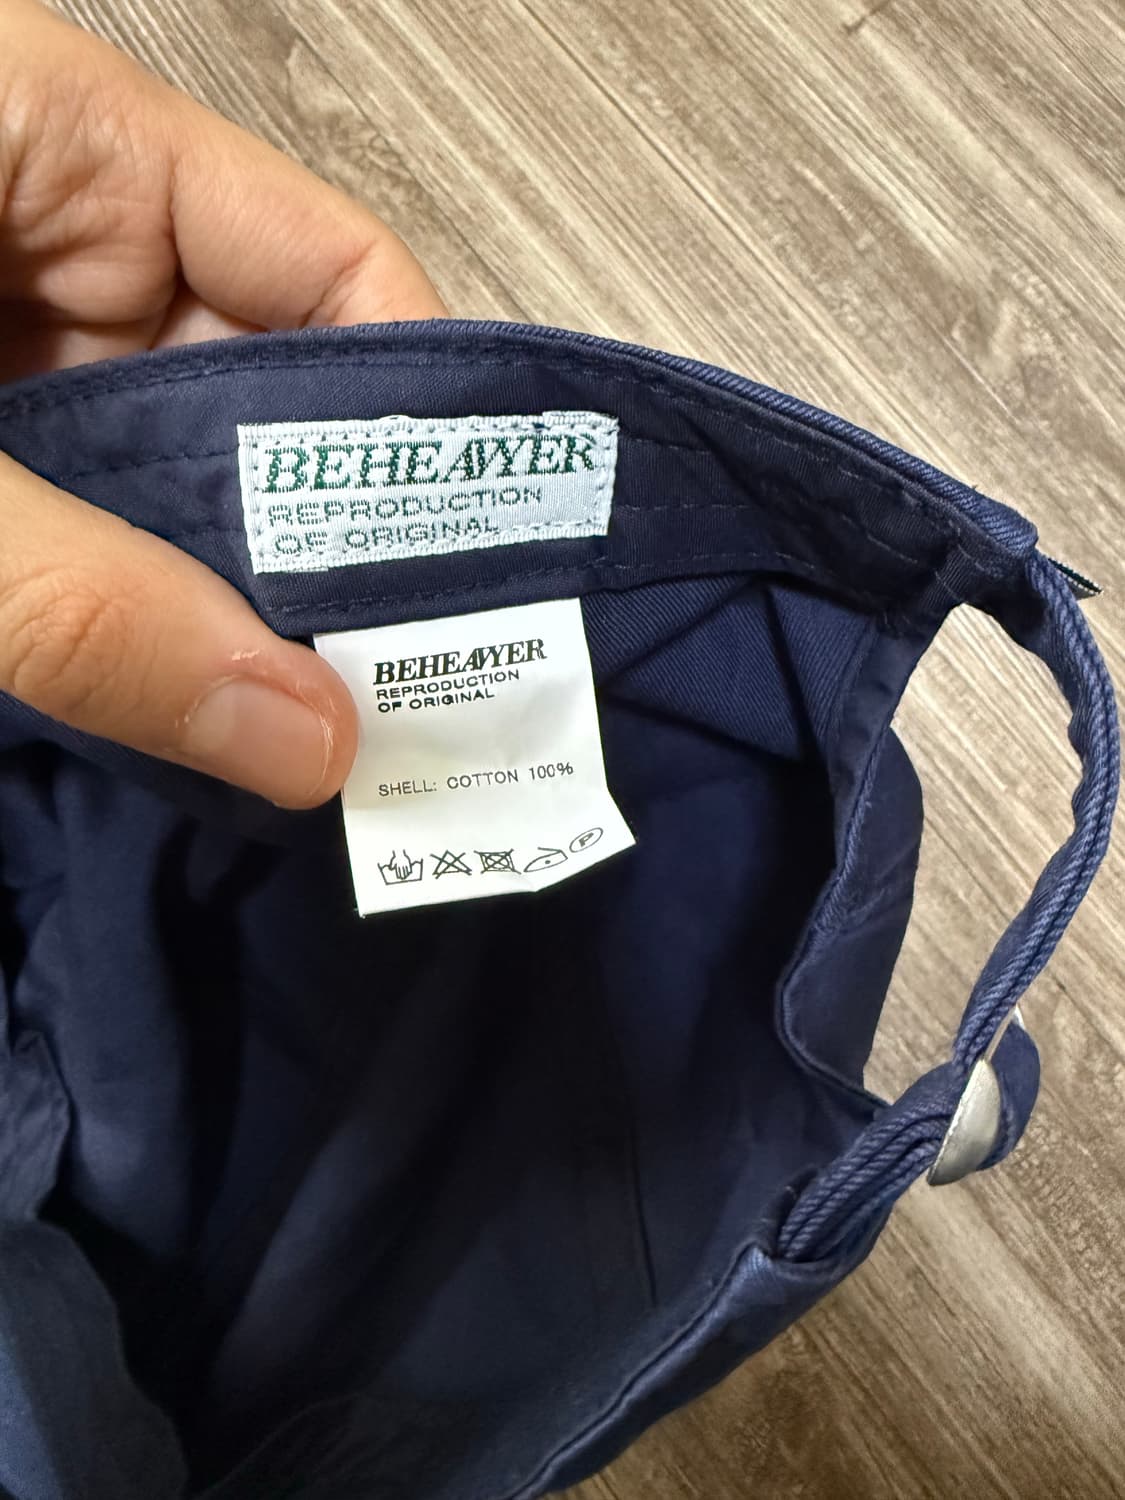 BEHEAVYER
REPRODUCTION
OF ORIGINAL
BEHEAVYER
REPRODUCTION
OF ORIGINAL
SHELL: COTTON 100%
P